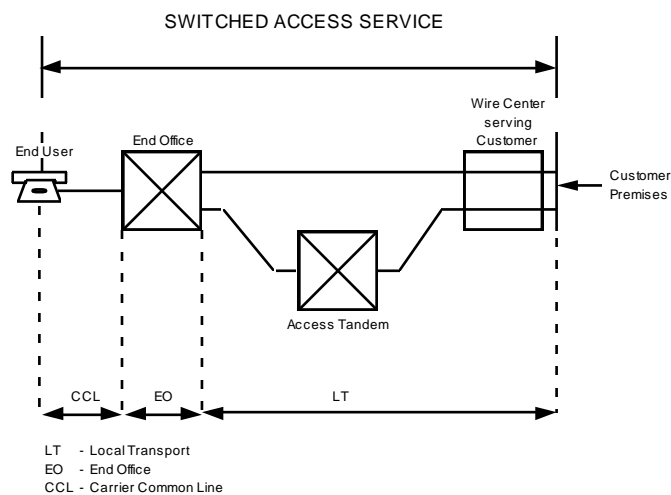 SWITCHED ACCESS SERVICE
Wire Center
serving
Customer
End User
End Office
Customer
Premises
Access Tandem
CCL
EO
LT
LT - Local Transport
EO - End Office
CCL - Carrier Common Line